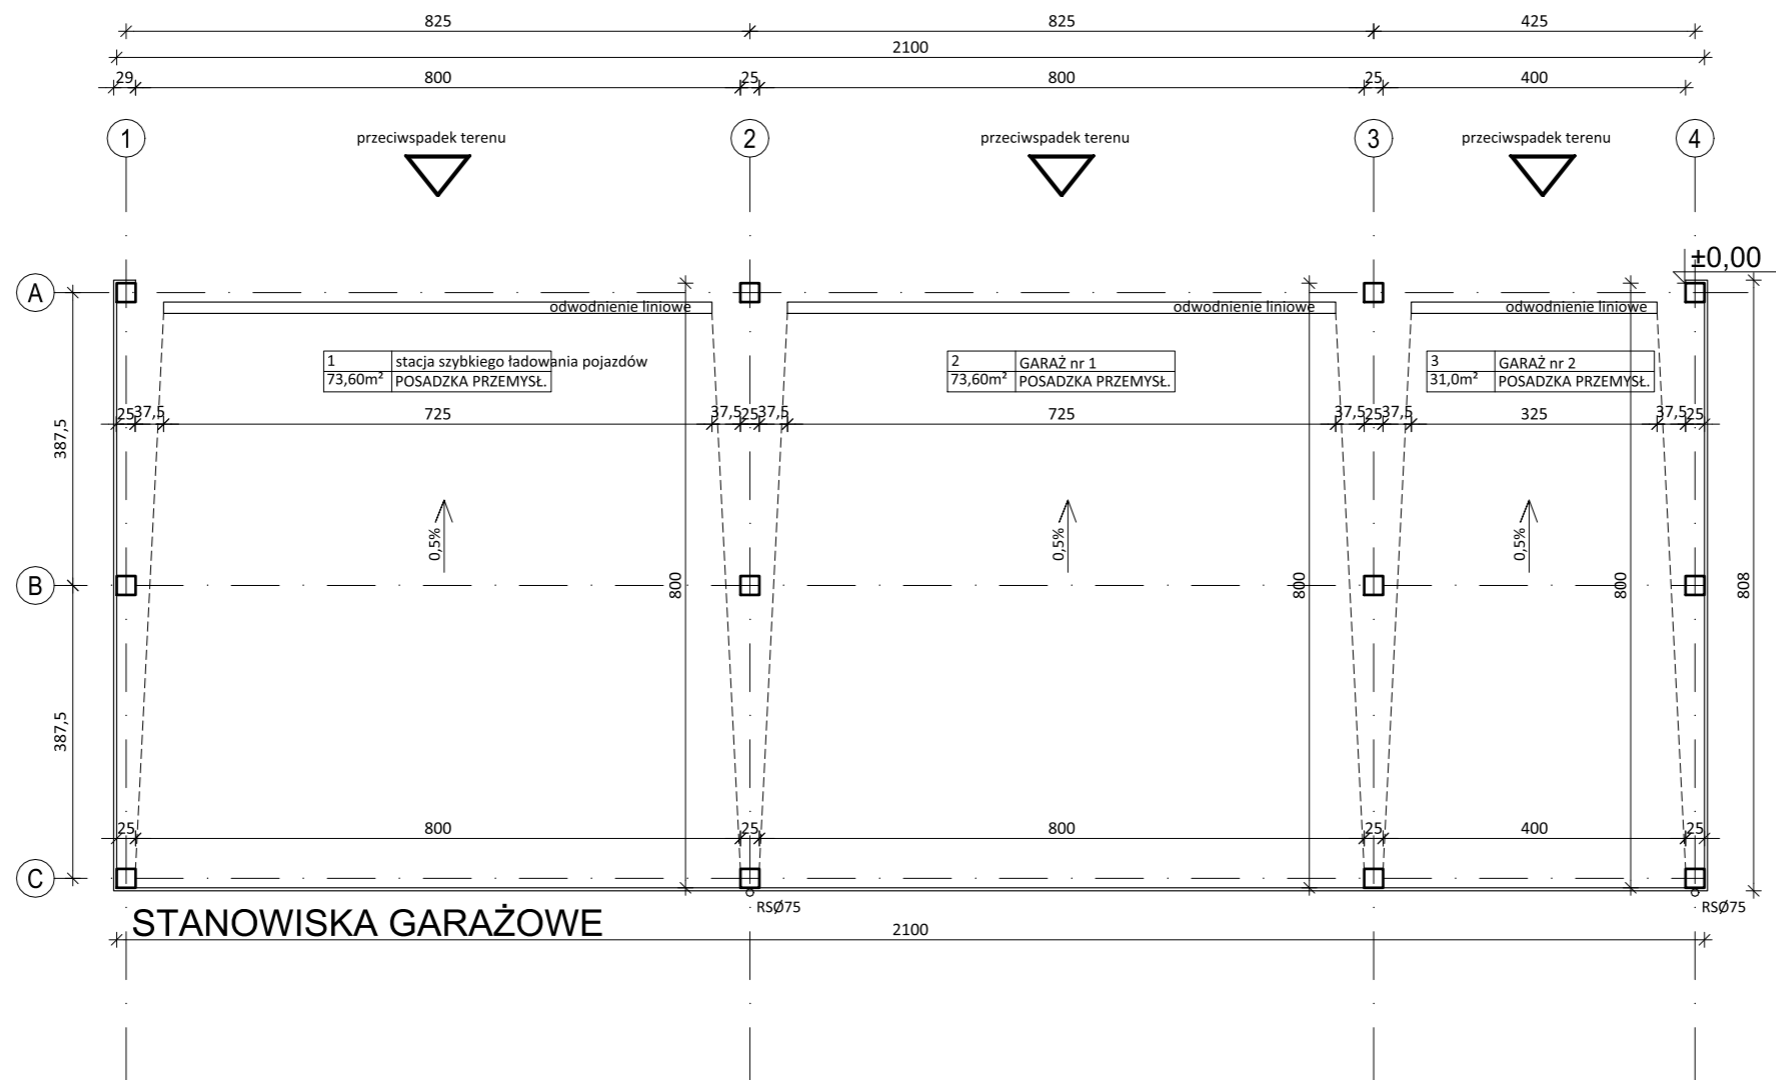 825 825 425
2100
29 800 25 800 25 400
1 2 3 4
przeciwspadek terenu przeciwspadek terenu przeciwspadek terenu
±0,00
A
odwodnienie liniowe odwodnienie liniowe odwodnienie liniowe
1 stacja szybkiego ładowania pojazdów
73,60m² POSADZKA PRZEMYSŁ.
2 GARAŻ nr 1
73,60m² POSADZKA PRZEMYSŁ.
3 GARAŻ nr 2
31,0m² POSADZKA PRZEMYSŁ.
25 37,5 725 37,5 25 37,5 725 37,5 25 37,5 325 37,5 25
387,5
0,5% 0,5% 0,5%
B
800 800 800 808
387,5
25 800 25 800 25 400 25
C
RSØ75 RSØ75
STANOWISKA GARAŻOWE
2100